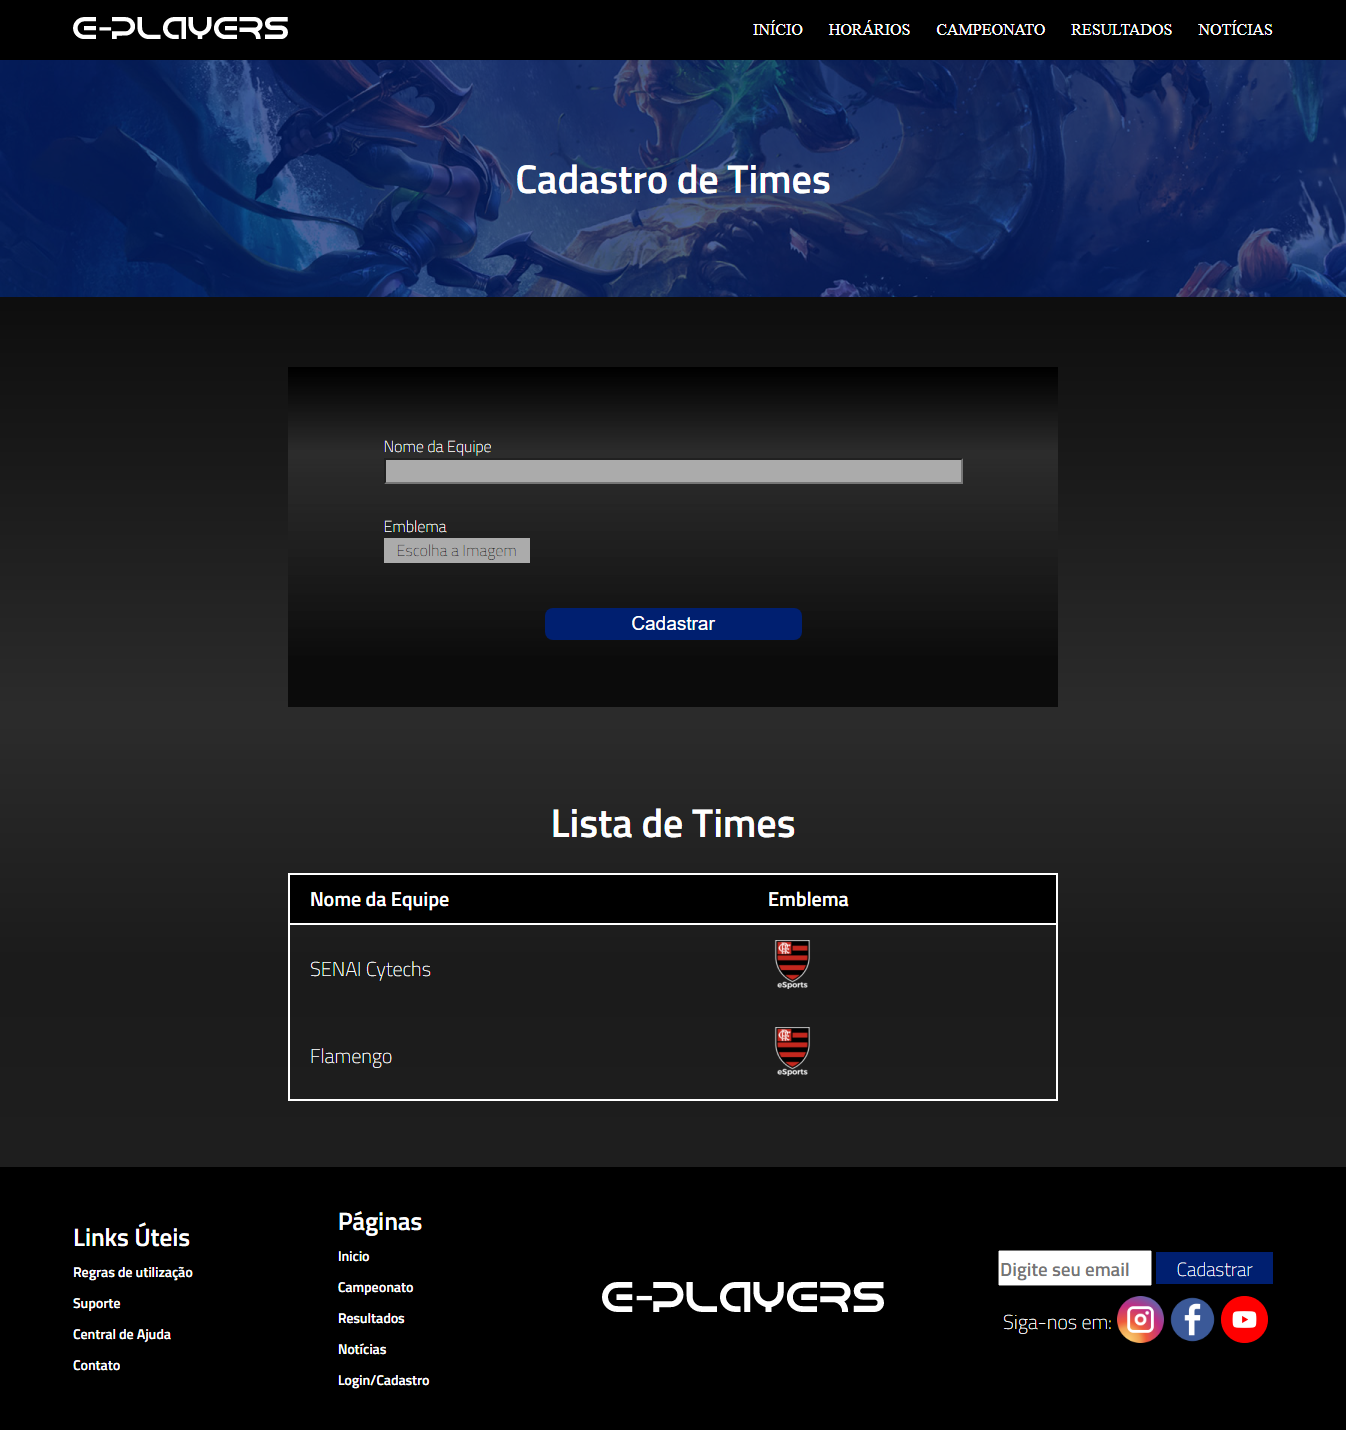 E-PLAYERS
INÍCIO HORÁRIOS CAMPEONATO RESULTADOS NOTÍCIAS
Cadastro de Times
Nome da Equipe
Emblema
Escolha a Imagem
Cadastrar
Lista de Times
Nome da Equipe Emblema
SENAI Cytechs
eSports
Flamengo
eSports
Links Úteis
Regras de utilização
Suporte
Central de Ajuda
Contato
Páginas
Inicio
Campeonato
Resultados
Notícias
Login/Cadastro
E-PLAYERS
Digite seu email Cadastrar
Siga-nos em: